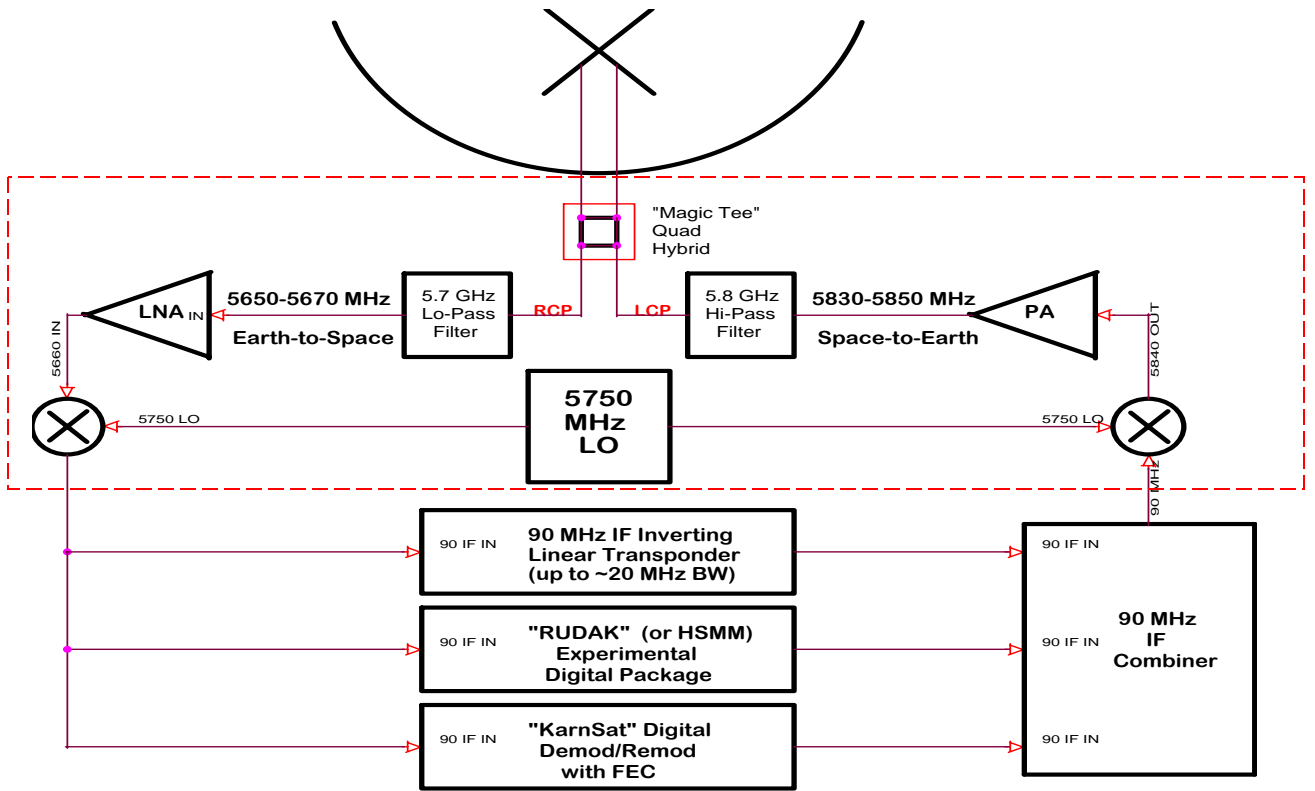 "Magic Tee"
Quad
Hybrid
LNA IN
5650-5670 MHz
Earth-to-Space
5.7 GHz
Lo-Pass
Filter
RCP
LCP
5.8 GHz
Hi-Pass
Filter
5830-5850 MHz
Space-to-Earth
PA
5660 IN
5840 OUT
5750 LO
5750
MHz
LO
5750 LO
90 MHz
90 IF IN
90 MHz IF Inverting
Linear Transponder
(up to ~20 MHz BW)
90 IF IN
90 IF IN
"RUDAK" (or HSMM)
Experimental
Digital Package
90 IF IN
90 MHz
IF
Combiner
90 IF IN
"KarnSat" Digital
Demod/Remod
with FEC
90 IF IN